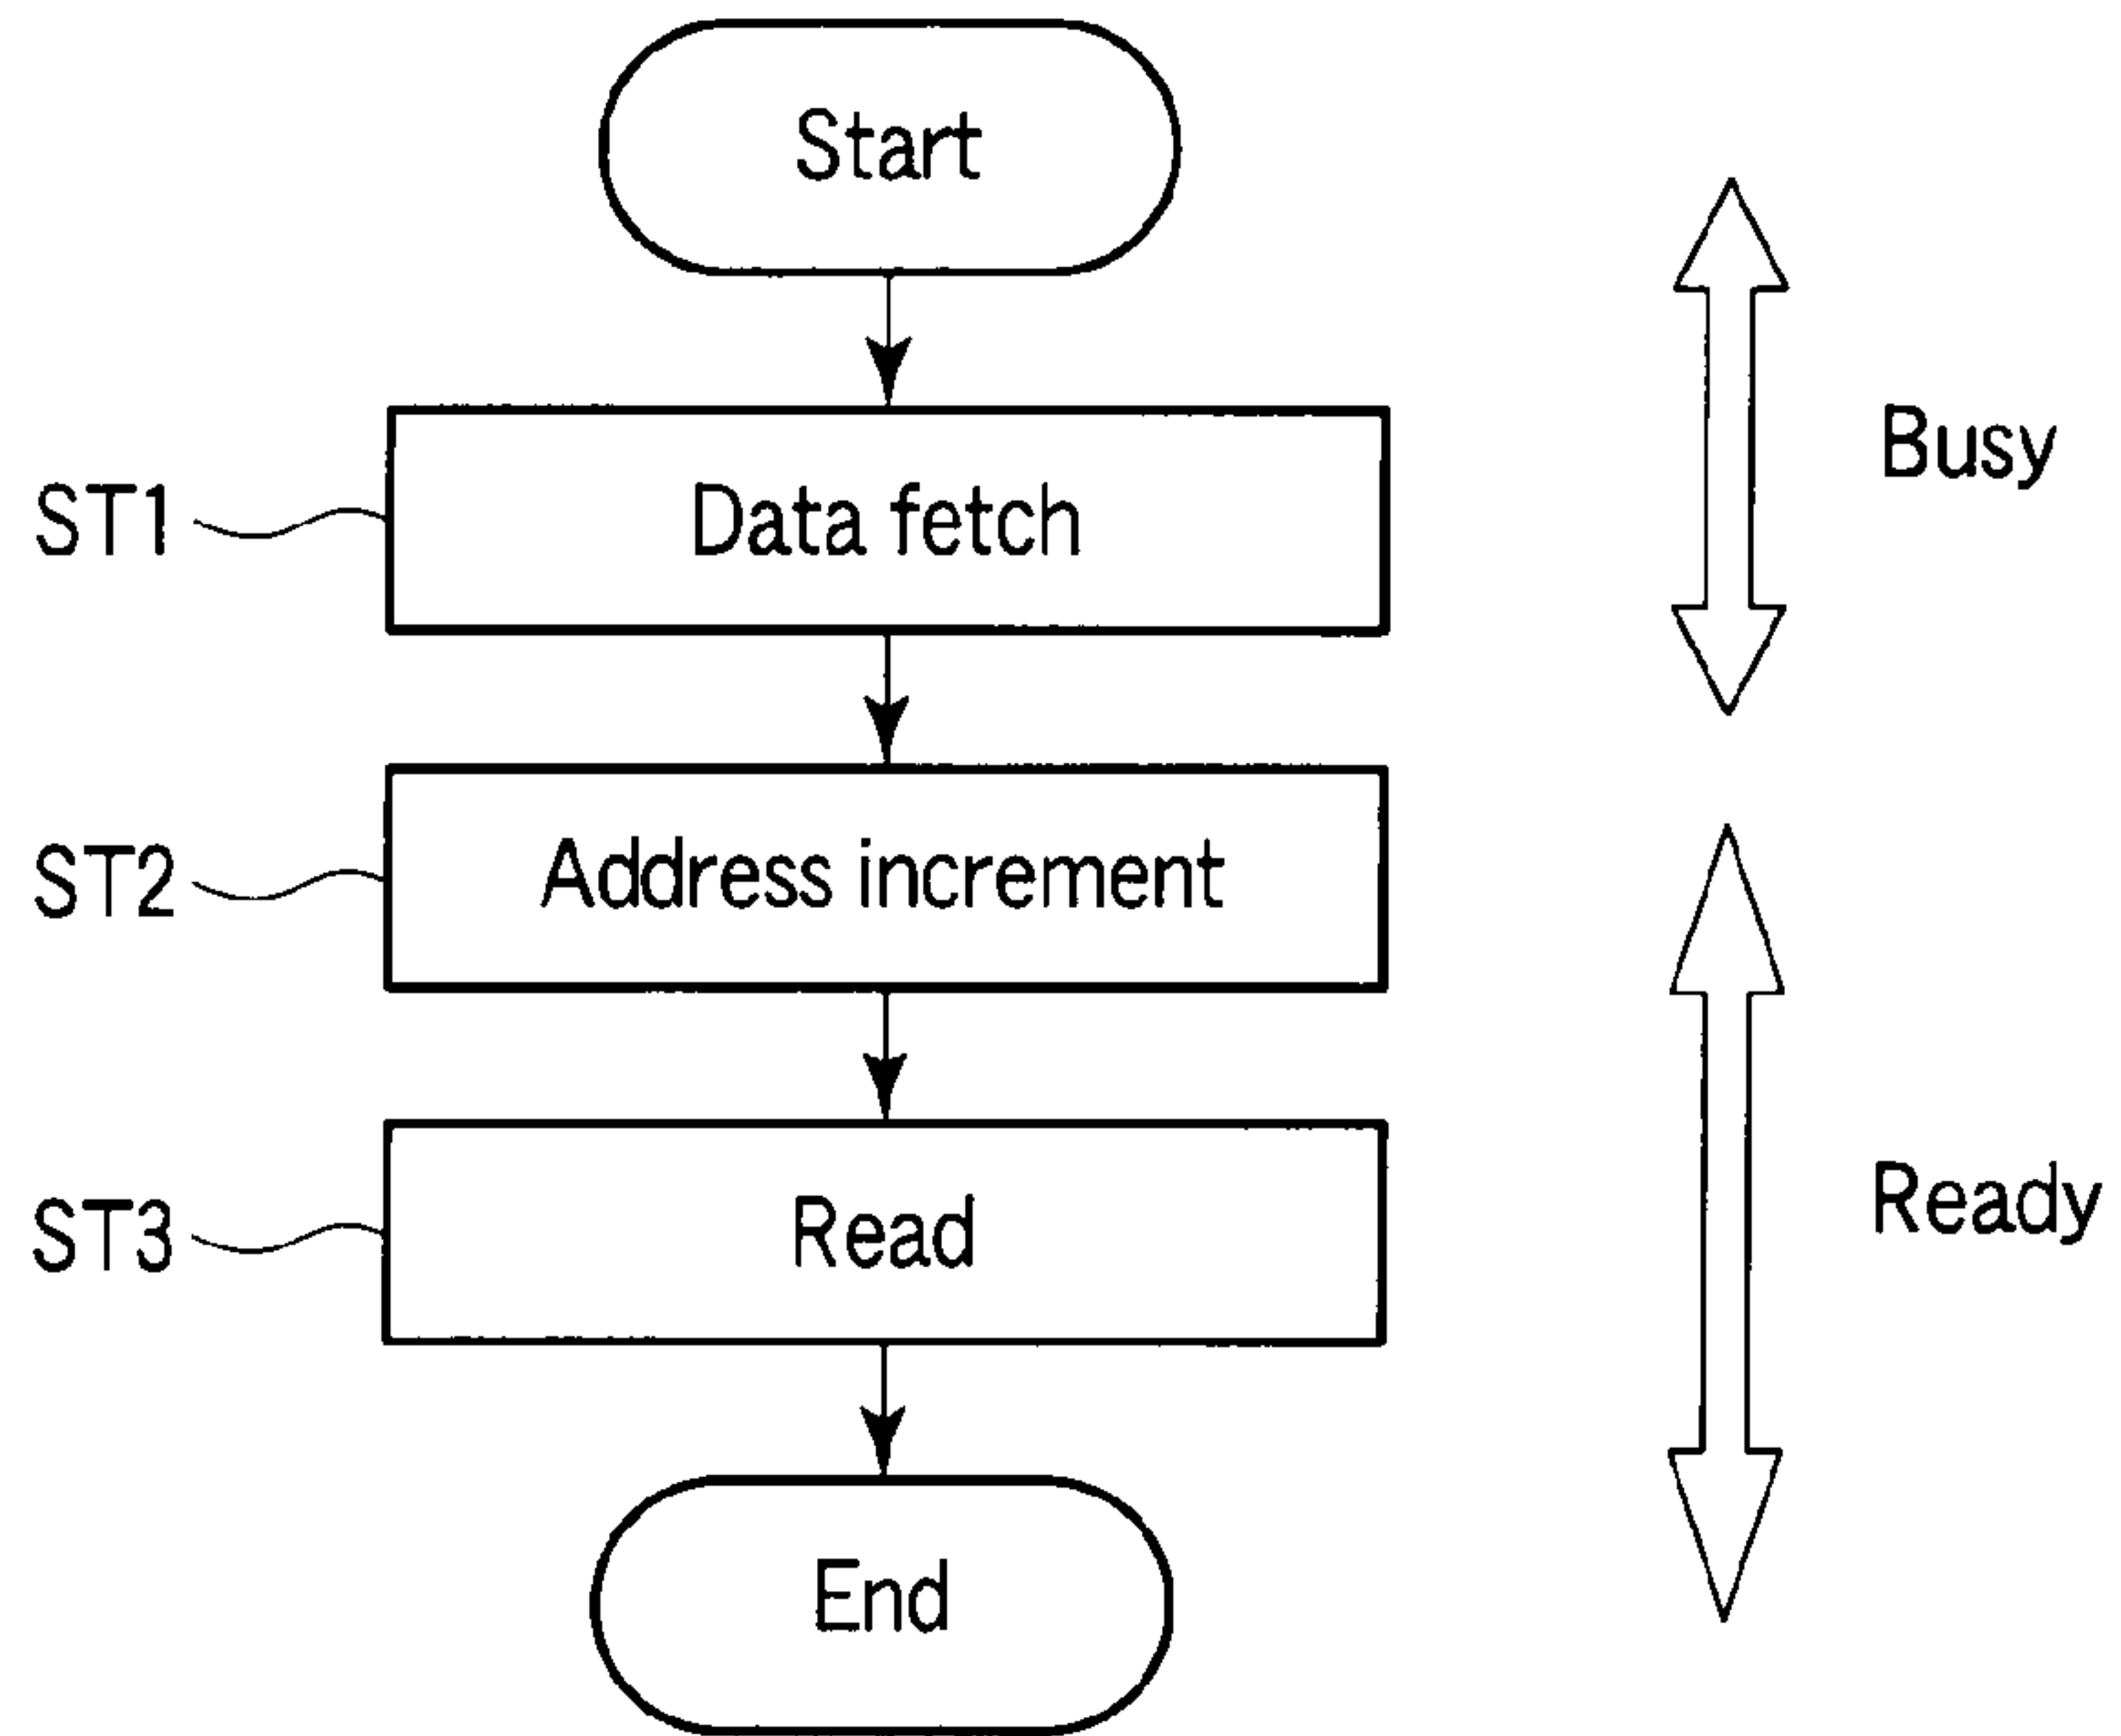 Start
Busy
ST1
Data fetch
ST2
Address increment
Ready
ST3
Read
End